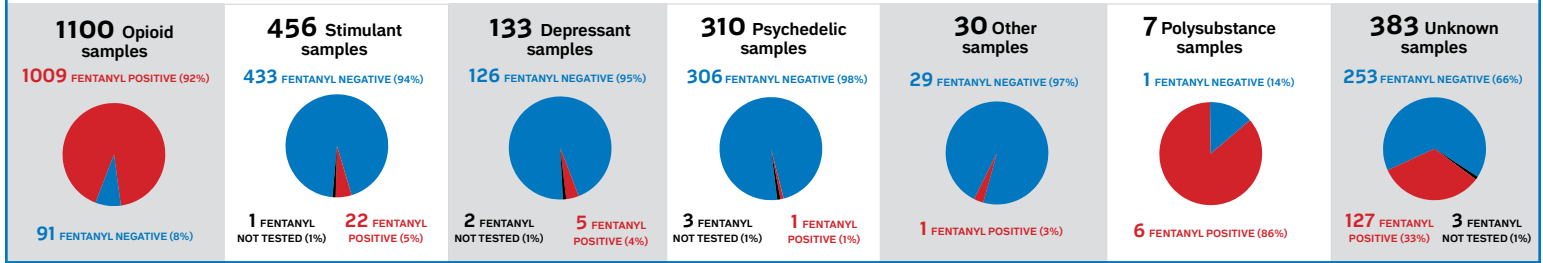 1100 Opioid
samples
1009 FENTANYL POSITIVE (92%)
91 FENTANYL NEGATIVE (8%)
456 Stimulant
samples
433 FENTANYL NEGATIVE (94%)
1 FENTANYL
NOT TESTED (1%)
22 FENTANYL
POSITIVE (5%)
133 Depressant
samples
126 FENTANYL NEGATIVE (95%)
2 FENTANYL
NOT TESTED (1%)
5 FENTANYL
POSITIVE (4%)
310 Psychedelic
samples
306 FENTANYL NEGATIVE (98%)
3 FENTANYL
NOT TESTED (1%)
1 FENTANYL
POSITIVE (1%)
30 Other
samples
29 FENTANYL NEGATIVE (97%)
1 FENTANYL POSITIVE (3%)
7 Polysubstance
samples
1 FENTANYL NEGATIVE (14%)
6 FENTANYL POSITIVE (86%)
383 Unknown
samples
253 FENTANYL NEGATIVE (66%)
127 FENTANYL
POSITIVE (33%)
3 FENTANYL
NOT TESTED (1%)